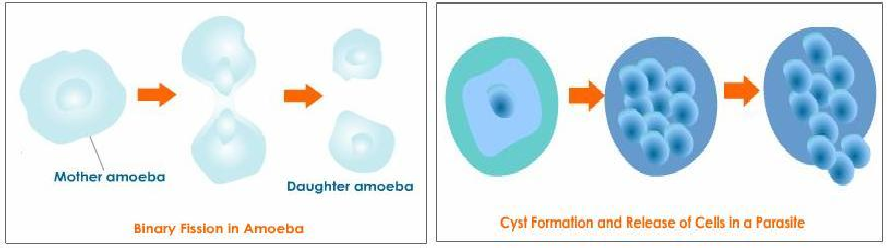 Mother amoeba
Daughter amoeba
Binary Fission in Amoeba
Cyst Formation and Release of Cells in a Parasite